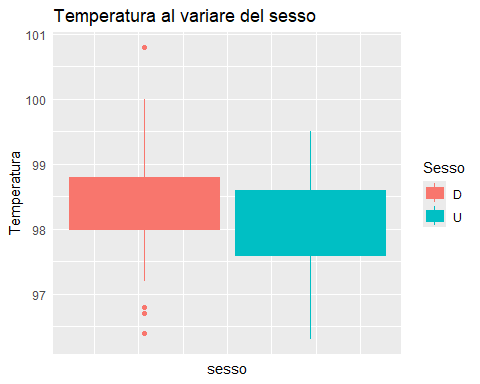 Temperatura al variare del sesso
101
100
99
98
97
Temperatura
sesso
Sesso
D
U